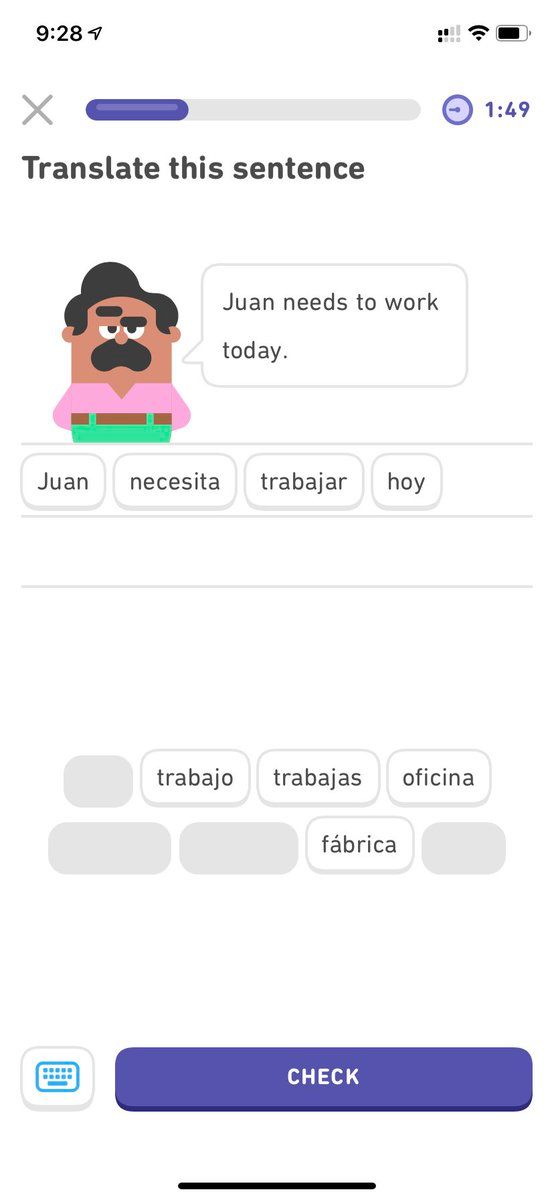 9:28
1:49
Translate this sentence
Juan needs to work
today.
Juan necesita trabajar hoy
trabajo trabajas oficina
fábrica
CHECK